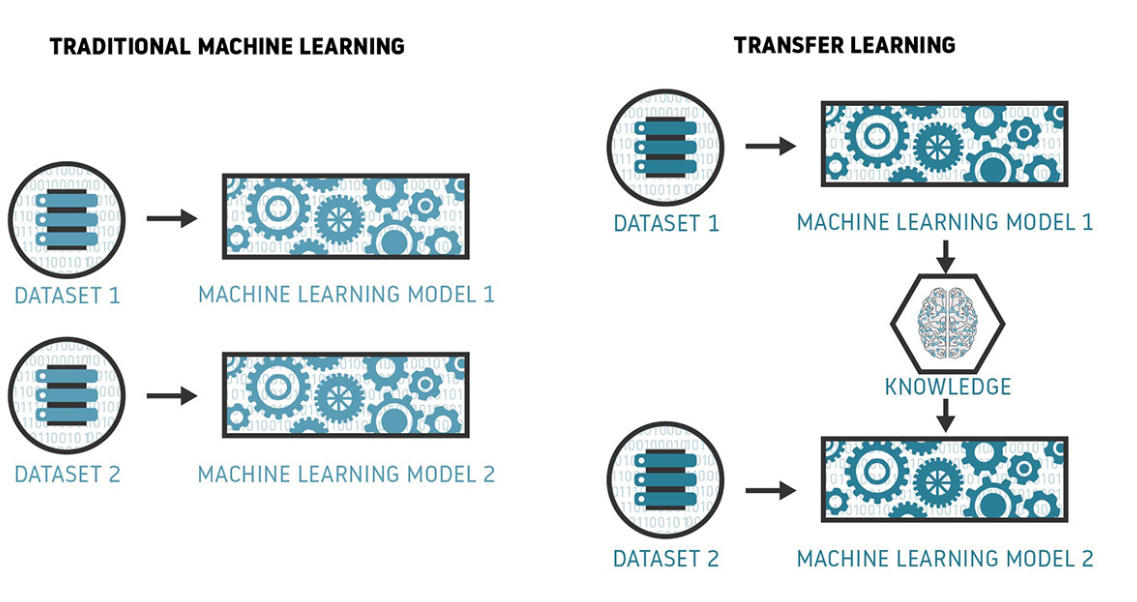 TRADITIONAL MACHINE LEARNING
DATASET 1
MACHINE LEARNING MODEL 1
DATASET 2
MACHINE LEARNING MODEL 2
TRANSFER LEARNING
DATASET 1
MACHINE LEARNING MODEL 1
KNOWLEDGE
DATASET 2
MACHINE LEARNING MODEL 2